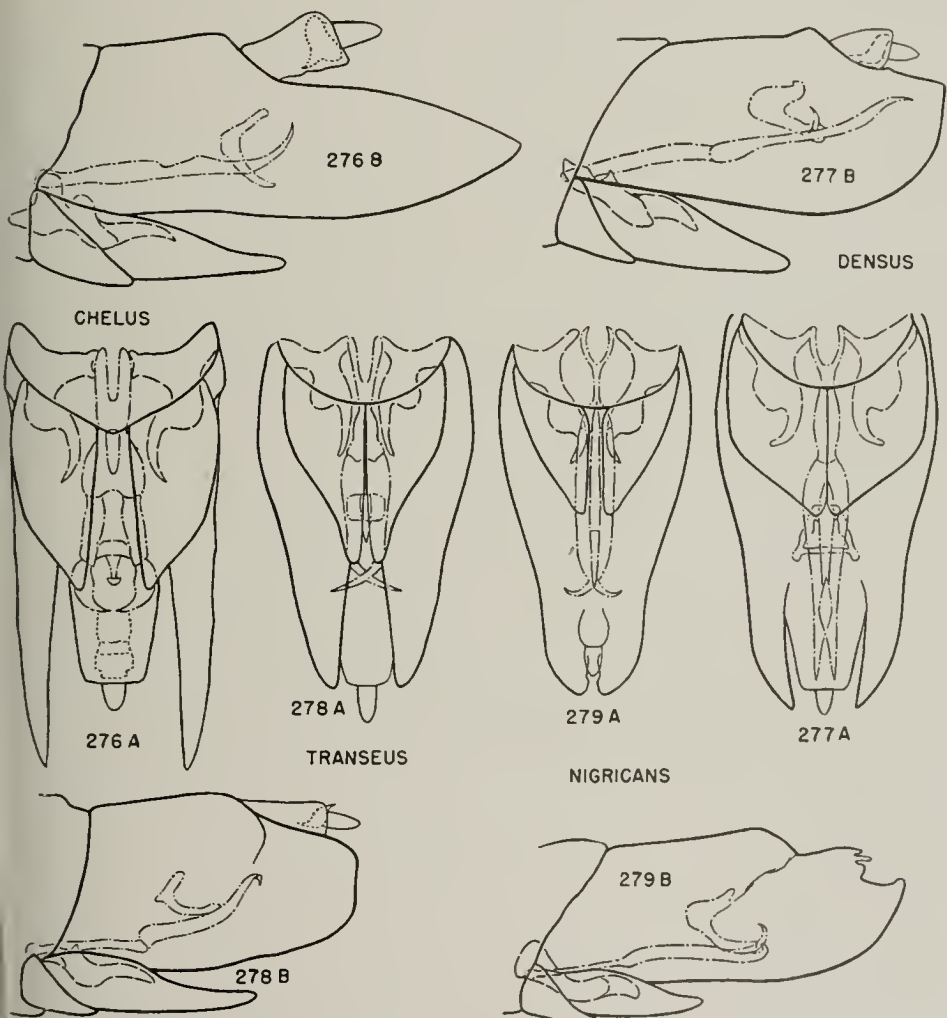 276 B
277 B
DENSUS
CHELUS
276 A
278 A
279 A
277 A
TRANSEUS
NIGRICANS
278 B
279 B